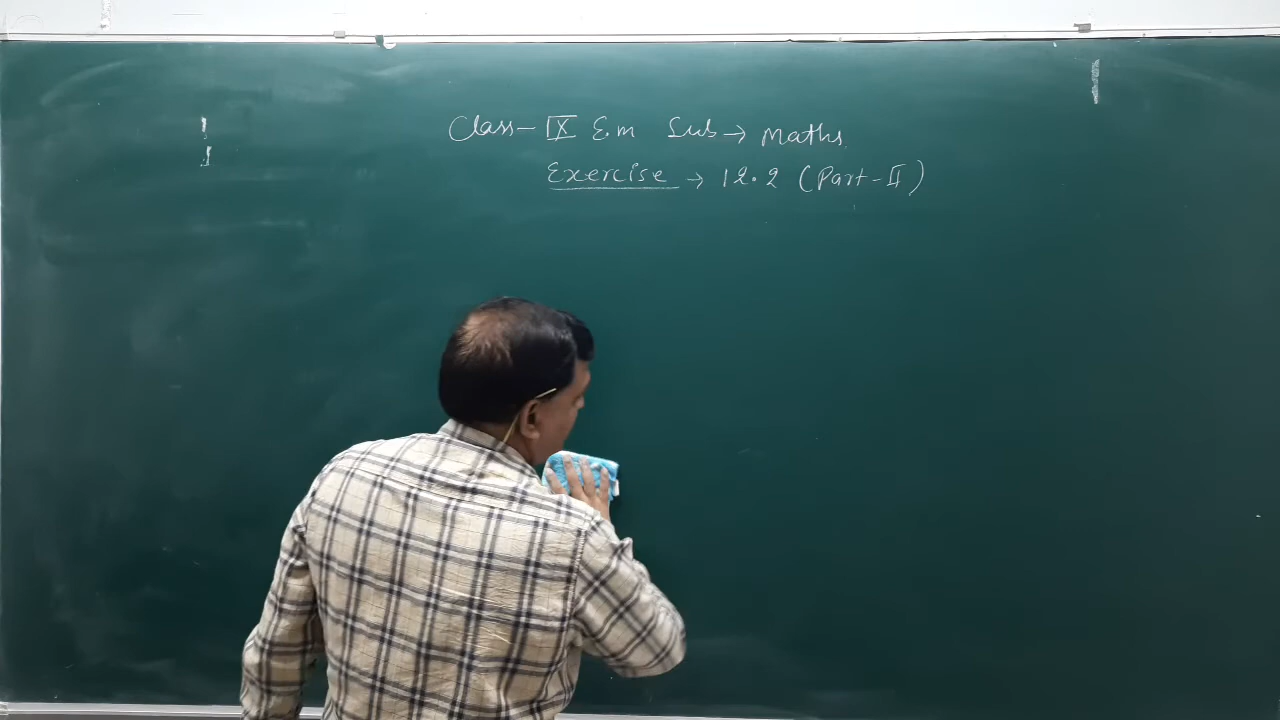 Class- IX E.m Sub → Maths
Exercise → 12.2 (Part-II)